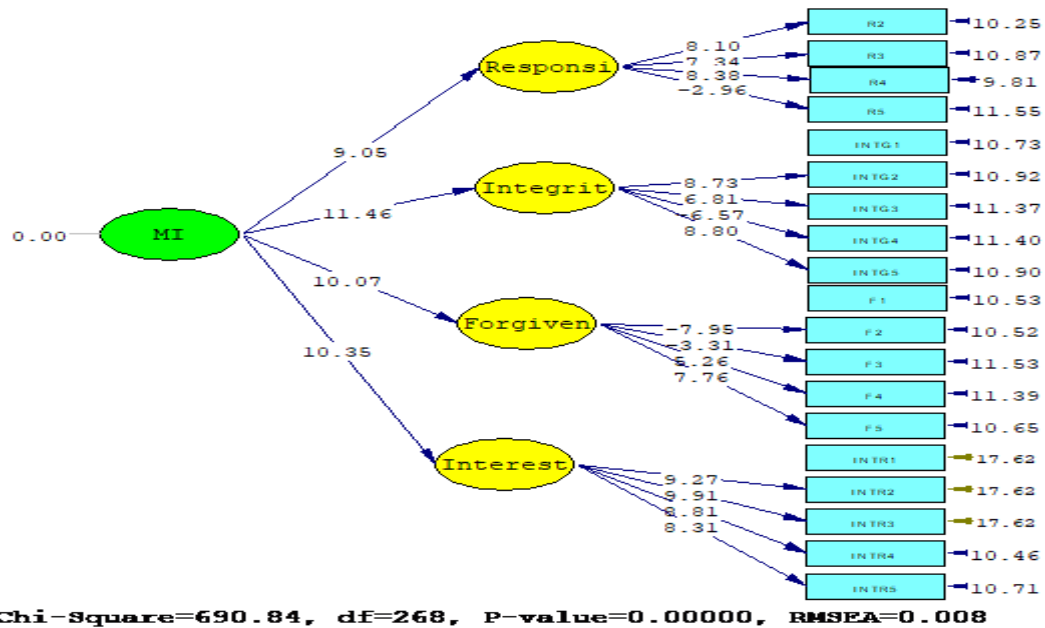 R2 10.25
8.10
R3 10.87
7.34
Responsi
8.38
R4 9.81
-2.96
R5 11.55
INTG1 10.73
9.05
INTG2 10.92
8.73
Integrit
6.81
INTG3 11.37
11.46
-6.57
8.80
0.00 MI
INTG4 11.40
INTG5 10.90
10.07
F1 10.53
Forgiven
-7.95
F2 10.52
-3.31
10.35
5.26
F3 11.53
7.76
F4 11.39
F5 10.65
INTR1 17.62
Interest
9.27
INTR2 17.62
9.91
8.81
INTR3 17.62
8.31
INTR4 10.46
INTR5 10.71
Chi-Square=690.84, df=268, P-value=0.00000, RMSEA=0.008